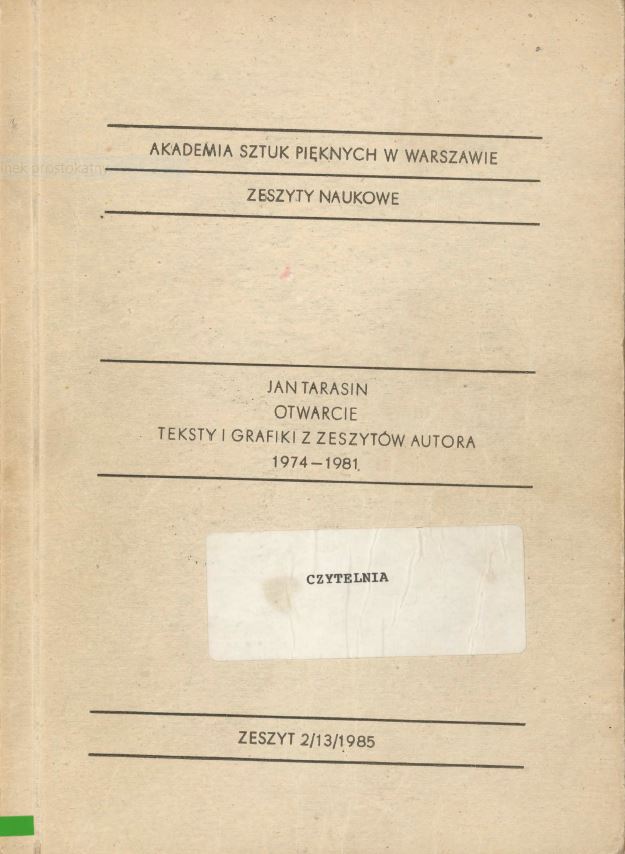 AKADEMIA SZTUK PIĘKNYCH W WARSZAWIE
prostokątny
ZESZYTY NAUKOWE
JAN TARASIN
OTWARCIE
TEKSTY I GRAFIKI Z ZESZYTÓW AUTORA
1974—1981
CZYTELNIA
ZESZYT 2/13/1985